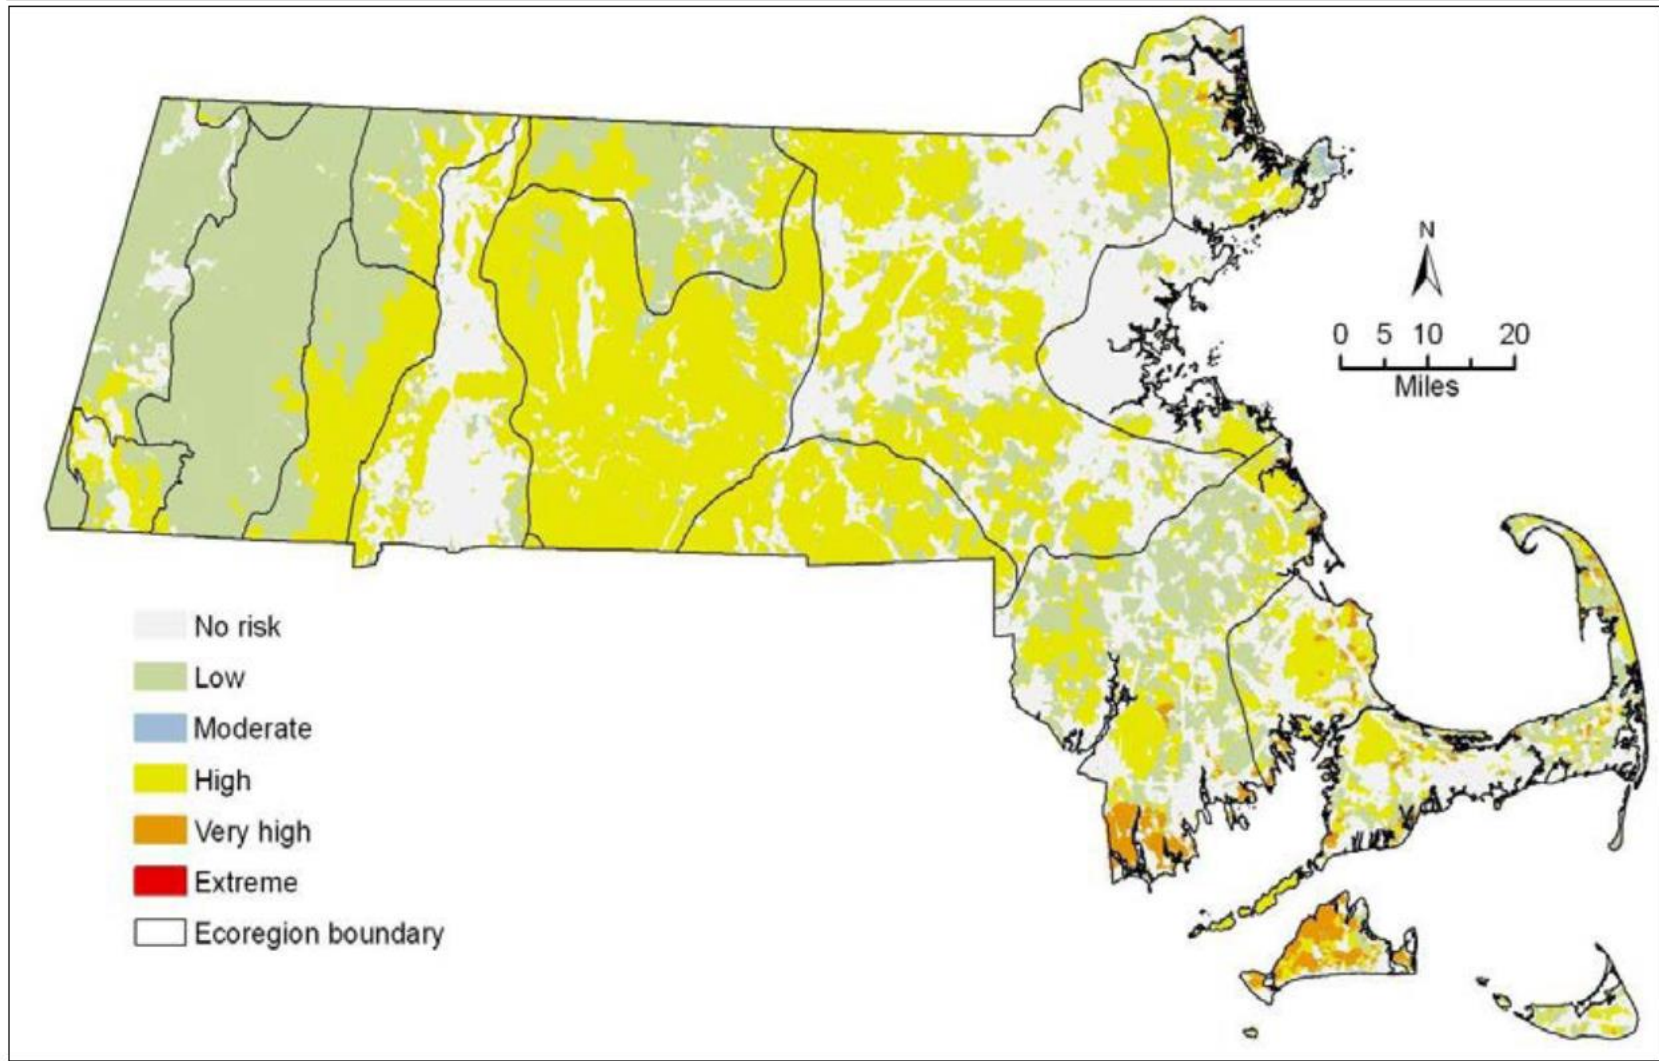 N
0 5 10 20
Miles
No risk
Low
Moderate
High
Very high
Extreme
Ecoregion boundary